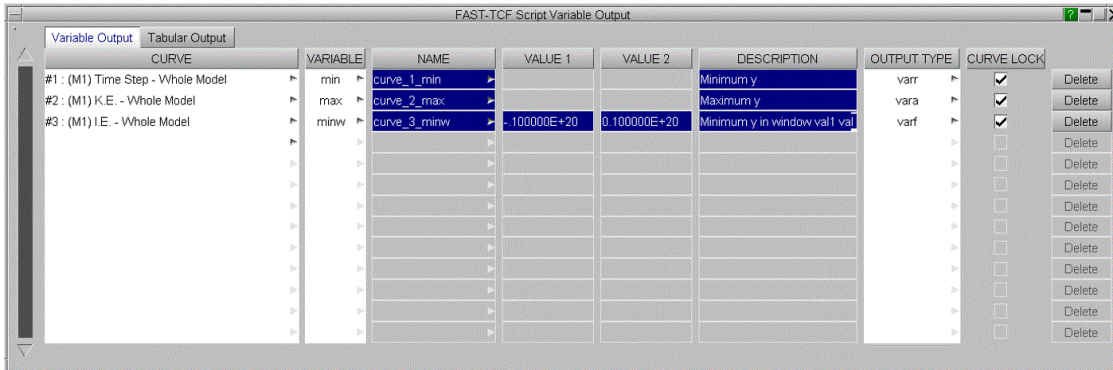 FAST-TCF Script Variable Output ?
Variable Output Tabular Output
CURVE VARIABLE NAME VALUE 1 VALUE 2 DESCRIPTION OUTPUT TYPE CURVE LOCK
#1 : (M1) Time Step - Whole Model min curve_1_min Minimum y varr Delete
#2 : (M1) K.E. - Whole Model max curve_2_max Maximum y vara Delete
#3 : (M1) I.E. - Whole Model minw curve_3_minw -.100000E+20 0.100000E+20 Minimum y in window val1 val varf Delete
Delete
Delete
Delete
Delete
Delete
Delete
Delete
Delete
Delete
Delete